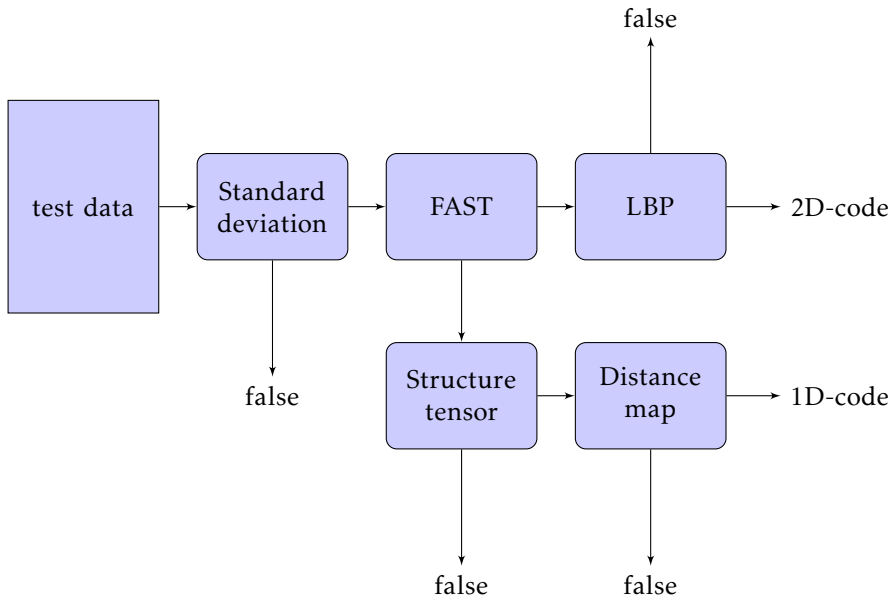 false
test data
Standard
deviation
FAST
LBP
2D-code
false
Structure
tensor
Distance
map
1D-code
false
false